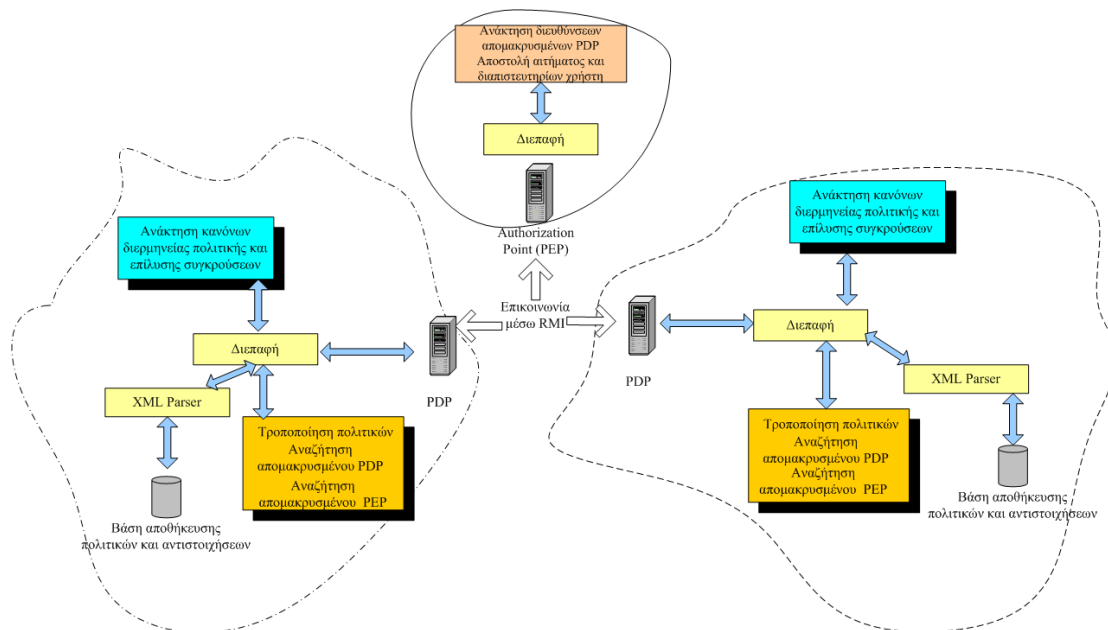 Ανάκτηση διευθύνσεων
απομακρυσμένων PDP
Αποστολή αιτήματος και
διαπιστευτηρίων χρήστη
Διεπαφή
Authorization
Point (PEP)
Επικοινωνία
μέσω RMI
Ανάκτηση κανόνων
διερμηνείας πολιτικής και
επίλυσης συγκρούσεων
Διεπαφή
XML Parser
PDP
Τροποποίηση πολιτικών
Αναζήτηση
απομακρυσμένου PDP
Αναζήτηση
απομακρυσμένου PEP
Βάση αποθήκευσης
πολιτικών και αντιστοιχήσεων
Ανάκτηση κανόνων
διερμηνείας πολιτικής και
επίλυσης συγκρούσεων
Διεπαφή
PDP
XML Parser
Τροποποίηση πολιτικών
Αναζήτηση
απομακρυσμένου PDP
Αναζήτηση
απομακρυσμένου PEP
Βάση αποθήκευσης
πολιτικών και αντιστοιχήσεων